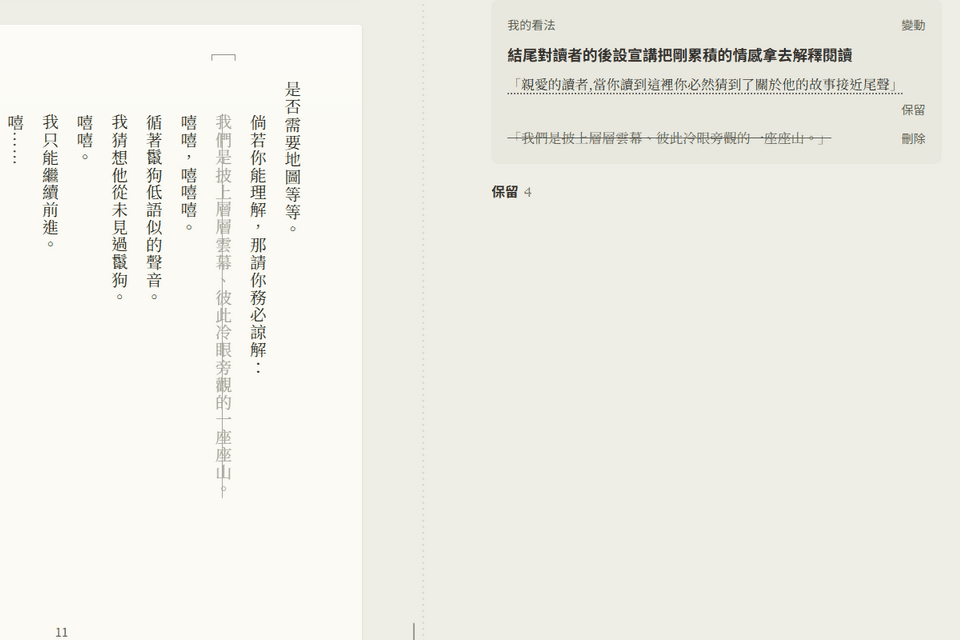 是否需要地圖等等。
倘若你能理解，那請你務必諒解：
我們是披上層層雲幕、彼此冷眼旁觀的一座座山。
嘻嘻，嘻嘻嘻。
循著鬣狗低語似的聲音。
我猜想他從未見過鬣狗。
嘻嘻。
我只能繼續前進。
嘻……
11
我的看法
變動
結尾對讀者的後設宣講把剛累積的情感拿去解釋閱讀
「親愛的讀者,當你讀到這裡你必然猜到了關於他的故事接近尾聲」
保留
「我們是披上層層雲幕、彼此冷眼旁觀的一座座山。」
刪除
保留 4